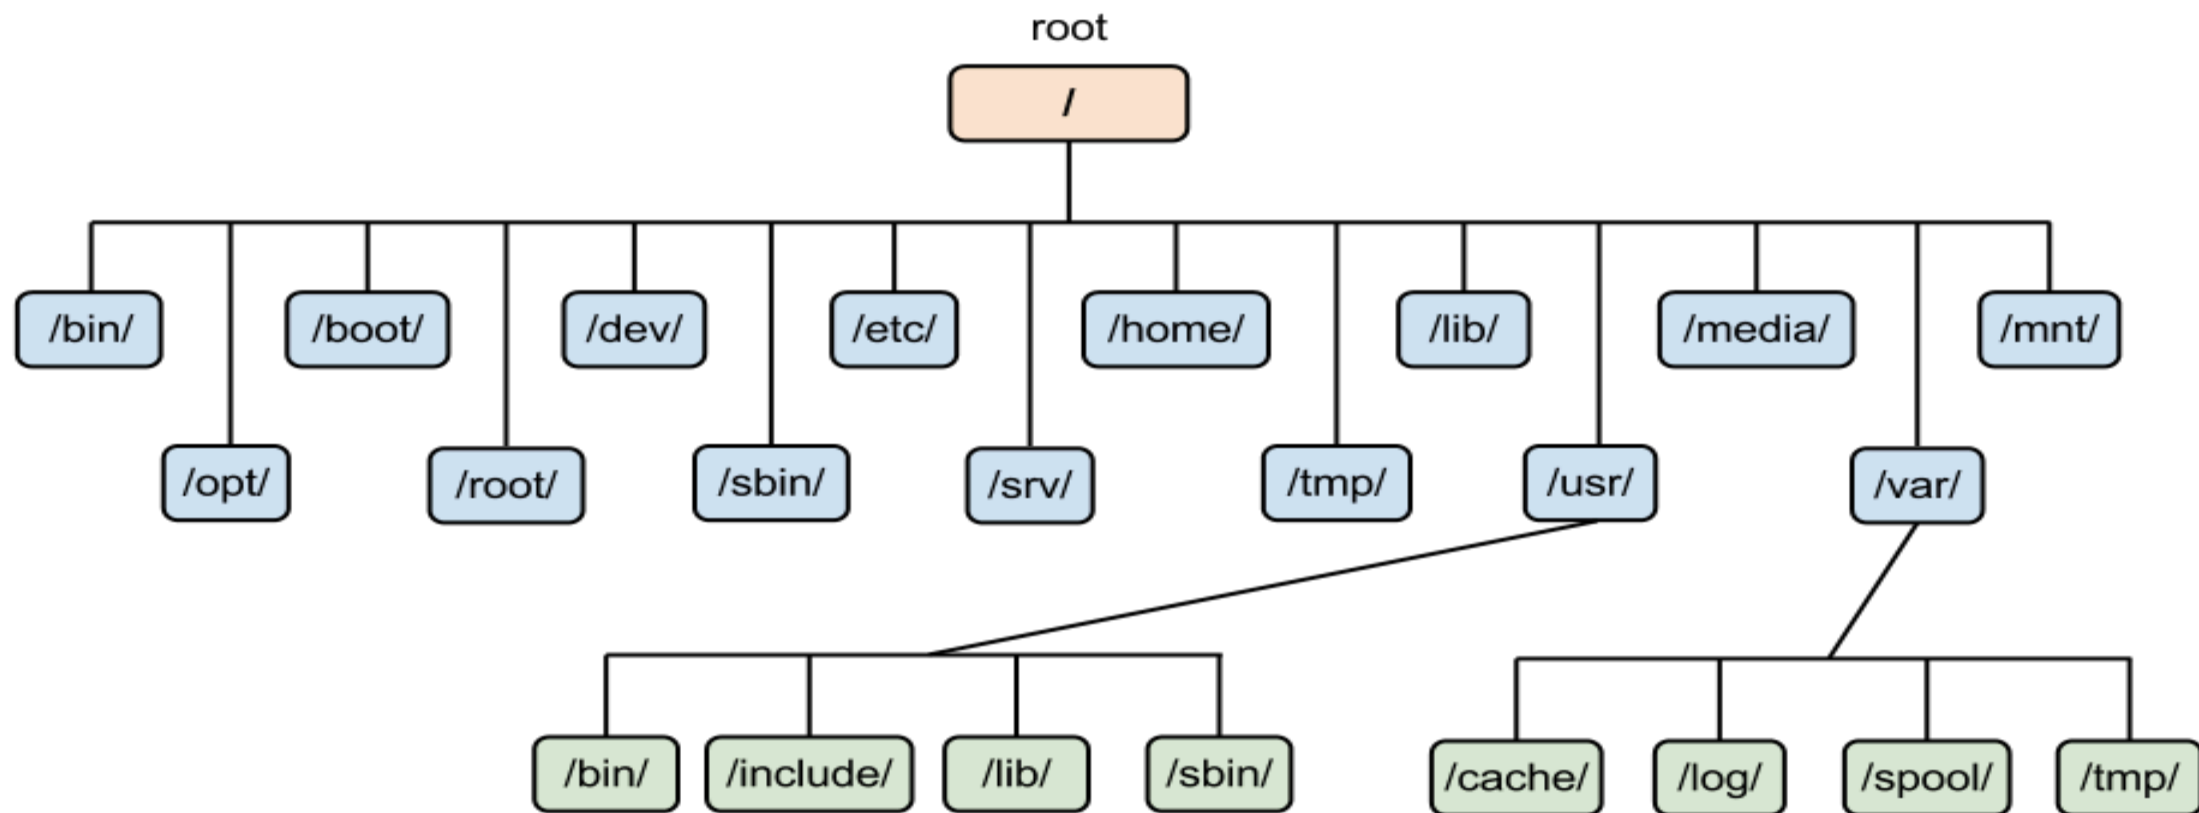 root
/
/bin/
/boot/
/dev/
/etc/
/home/
/lib/
/media/
/mnt/
/opt/
/root/
/sbin/
/srv/
/tmp/
/usr/
/var/
/bin/
/include/
/lib/
/sbin/
/cache/
/log/
/spool/
/tmp/